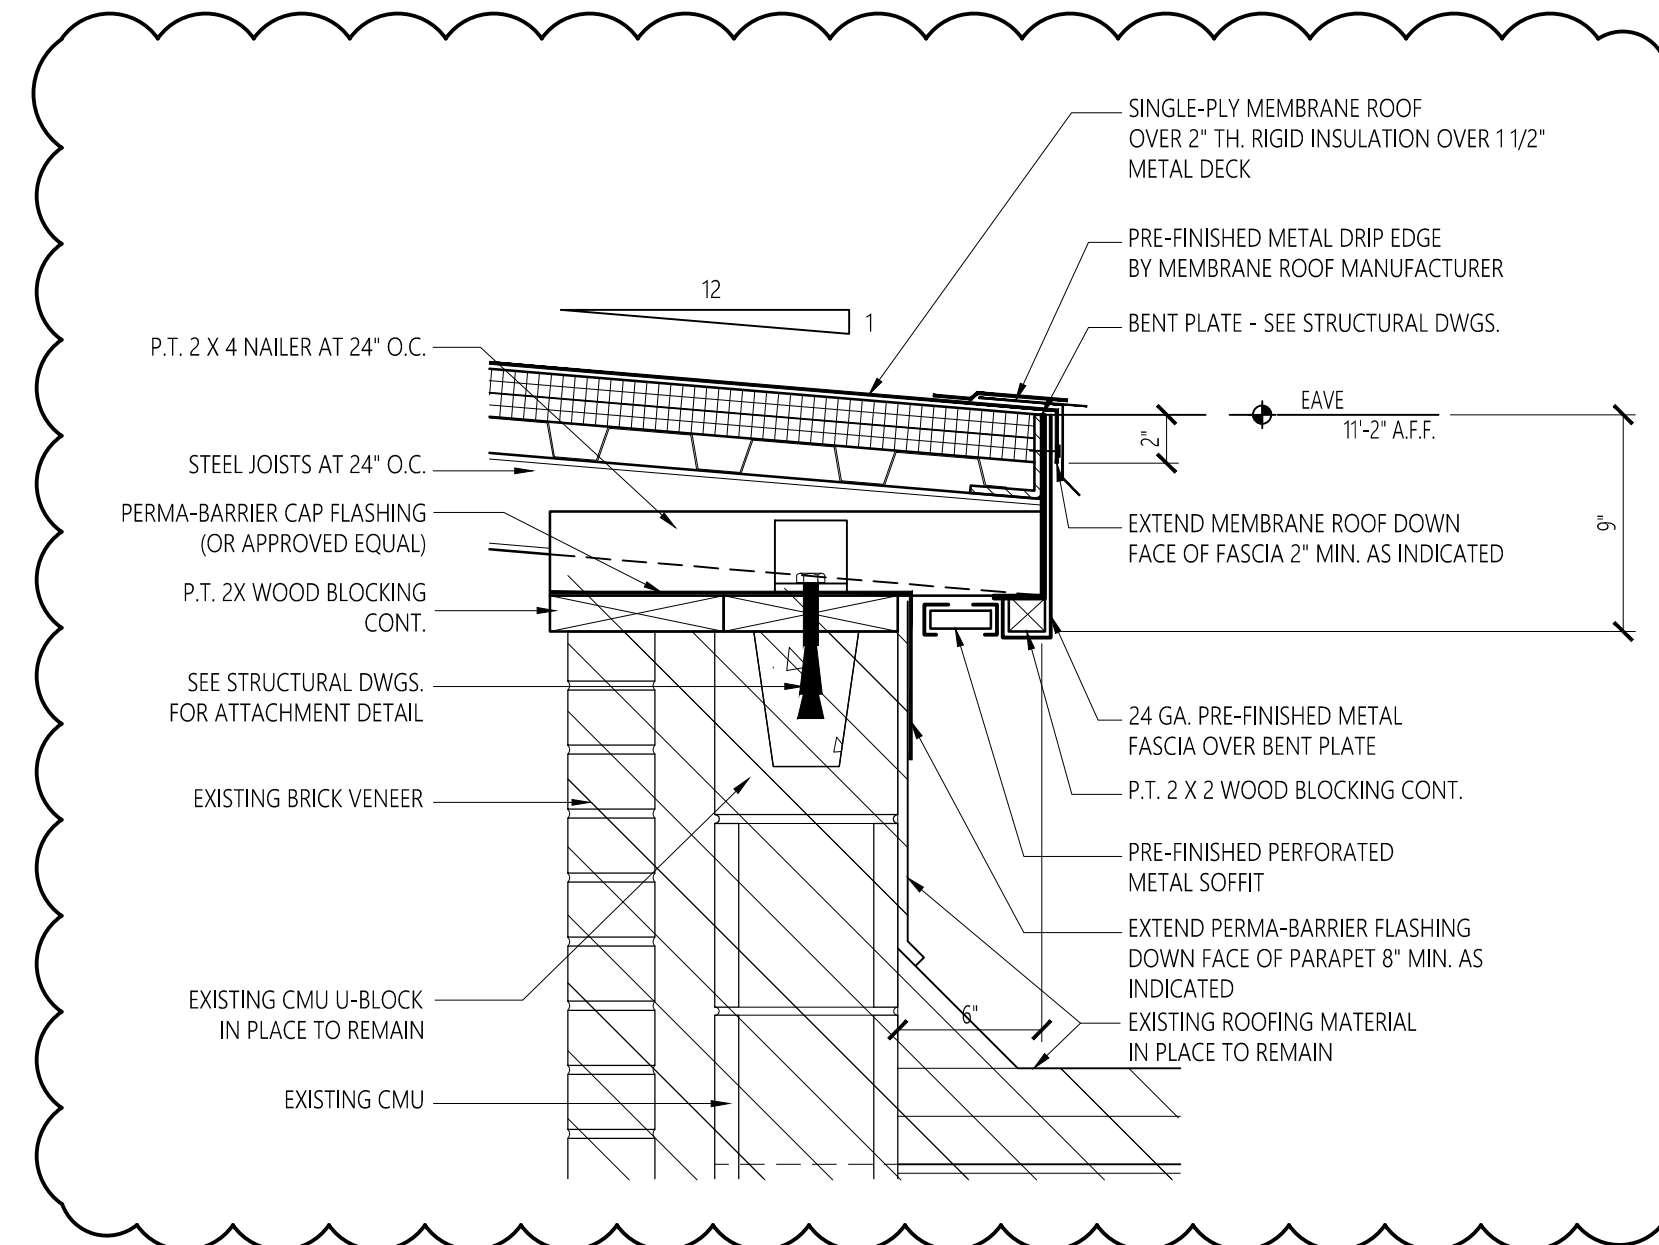 SINGLE-PLY MEMBRANE ROOF
OVER 2" TH. RIGID INSULATION OVER 1 1/2"
METAL DECK
PRE-FINISHED METAL DRIP EDGE
BY MEMBRANE ROOF MANUFACTURER
12
1
BENT PLATE - SEE STRUCTURAL DWGS.
P.T. 2 X 4 NAILER AT 24" O.C.
EAVE
11'-2" A.F.F.
2"
9"
STEEL JOISTS AT 24" O.C.
PERMA-BARRIER CAP FLASHING
(OR APPROVED EQUAL)
EXTEND MEMBRANE ROOF DOWN
FACE OF FASCIA 2" MIN. AS INDICATED
P.T. 2X WOOD BLOCKING
CONT.
SEE STRUCTURAL DWGS.
FOR ATTACHMENT DETAIL
24 GA. PRE-FINISHED METAL
FASCIA OVER BENT PLATE
EXISTING BRICK VENEER
P.T. 2 X 2 WOOD BLOCKING CONT.
PRE-FINISHED PERFORATED
METAL SOFFIT
EXTEND PERMA-BARRIER FLASHING
DOWN FACE OF PARAPET 8" MIN. AS
INDICATED
EXISTING CMU U-BLOCK
IN PLACE TO REMAIN
6"
EXISTING ROOFING MATERIAL
IN PLACE TO REMAIN
EXISTING CMU